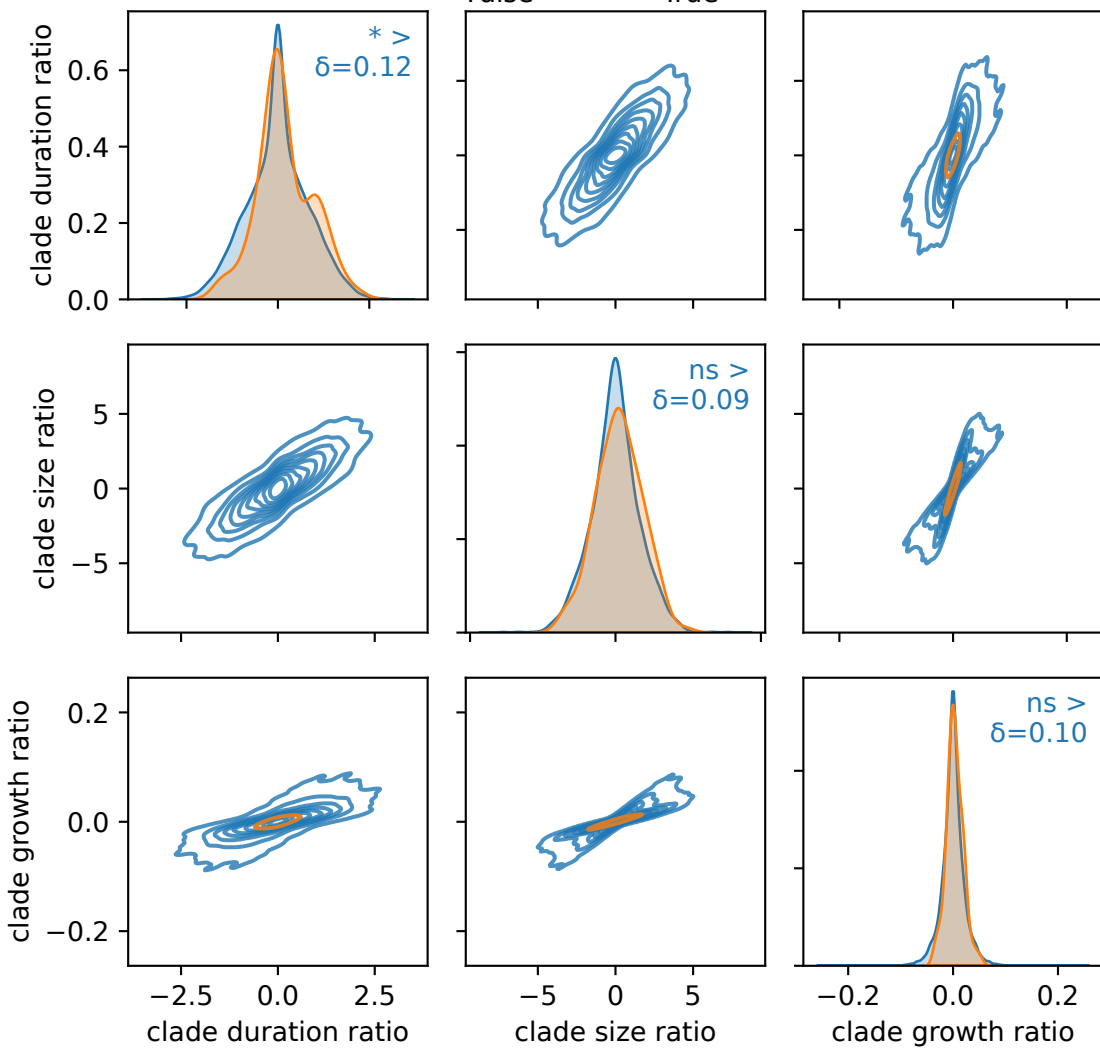 clade duration ratio
0.6
0.4
0.2
0.0
* >
δ=0.12
clade size ratio
5
0
−5
ns >
δ=0.09
clade growth ratio
0.2
0.0
−0.2
ns >
δ=0.10
−2.5 0.0 2.5
−5 0 5
−0.2 0.0 0.2
clade duration ratio
clade size ratio
clade growth ratio